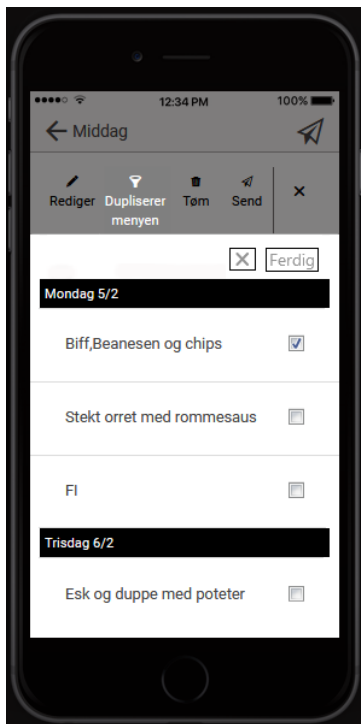 12:34 PM 100%
Middag
Rediger Dupliserer menyen Tøm Send
Ferdig
Mondag 5/2
Biff,Beanesen og chips
Stekt orret med rommesaus
FI
Trisdag 6/2
Esk og duppe med poteter